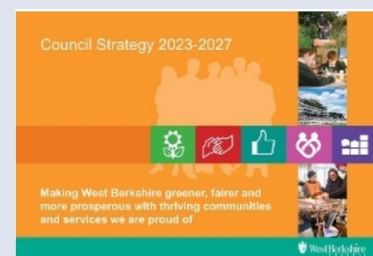 Council Strategy 2023-2027
Making West Berkshire greener, fairer and
more prosperous with thriving communities
and services we are proud of
West Berkshire